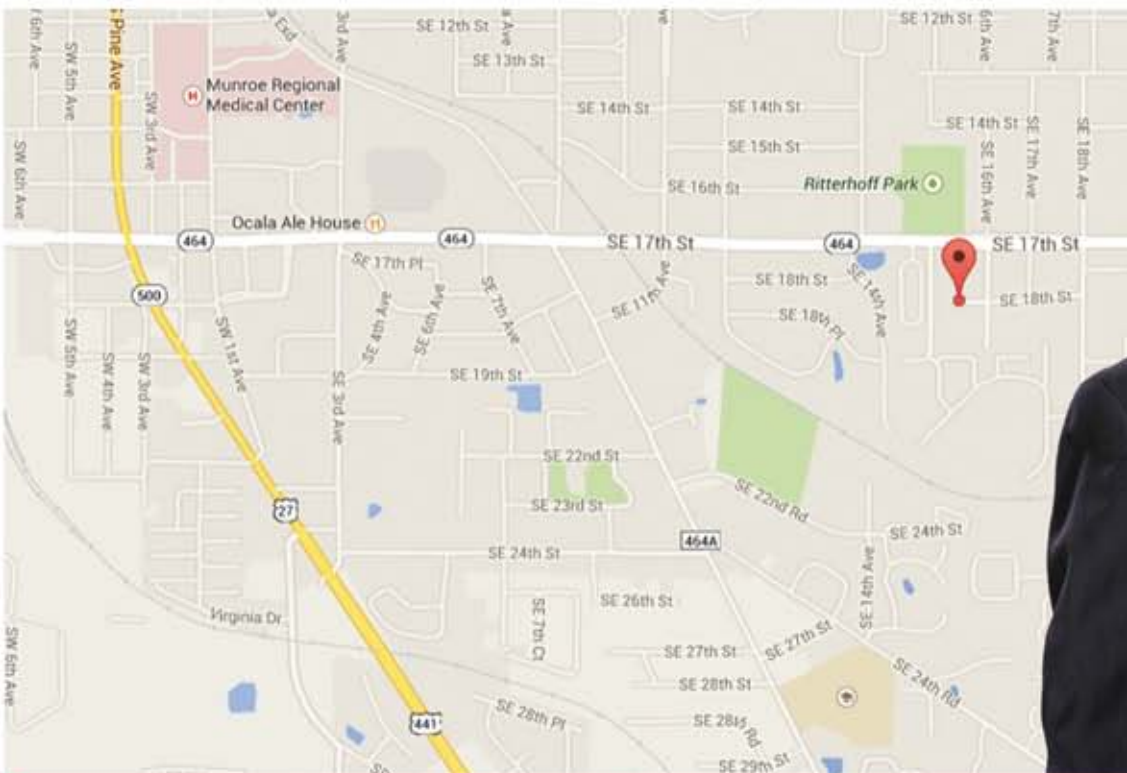 SE 12th St
SE 12th St
6th Ave
7th Ave
3rd Ave
SW 5th Ave
S Pine Ave
SE 13th St
Munroe Regional
Medical Center
SW 3rd Ave
SE 14th St
SE 14th St
SE 14th St
SE 15th St
SE 17th Ave
SE 18th Ave
SE 16th Ave
SW 6th Ave
SE 16th St
Ritterhoff Park
Ocala Ale House
464
464
SE 17th St
464
SE 17th St
SE 17th Pl
SE 18th St
SE 14th Ave
SE 18th St
500
SE 11th Ave
SE 7th Ave
SE 4th Ave
SE 6th Ave
SE 18th Pl
SW 5th Ave
SW 4th Ave
SW 3rd Ave
SW 1st Ave
SE 19th St
SE 3rd Ave
SE 22nd St
27
SE 23rd St
SE 22nd Rd
SE 24th St
464A
SE 24th St
SE 14th Ave
SE 26th St
Virginia Dr
SE 7th Ct
SE 27th St
SE 27th St
SW 6th Ave
SE 28th St
SE 24th Rd
SE 28th Pl
441
SE 28th St
Rd
SE 29th St